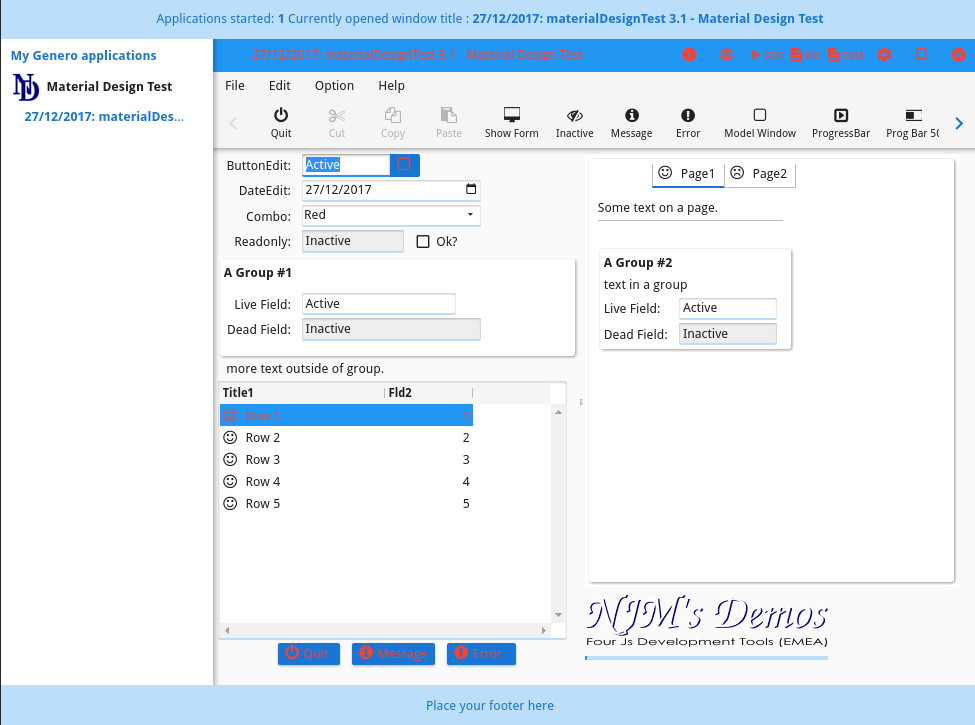 Applications started: 1 Currently opened window title : 27/12/2017: materialDesignTest 3.1 - Material Design Test
My Genero applications
Material Design Test
27/12/2017: materialDes...
27/12/2017: materialDesignTest 3.1 - Material Design Test
File Edit Option Help
Quit Cut Copy Paste Show Form Inactive Message Error Model Window ProgressBar Prog Bar 50
ButtonEdit: Active
DateEdit: 27/12/2017
Combo: Red
Readonly: Inactive Ok?
A Group #1
Live Field: Active
Dead Field: Inactive
more text outside of group.
Title1 Fld2
Row 1 1
Row 2 2
Row 3 3
Row 4 4
Row 5 5
Quit Message Error
Page1 Page2
Some text on a page.
A Group #2
text in a group
Live Field: Active
Dead Field: Inactive
NJM's Demos
Four Js Development Tools (EMEA)
Place your footer here